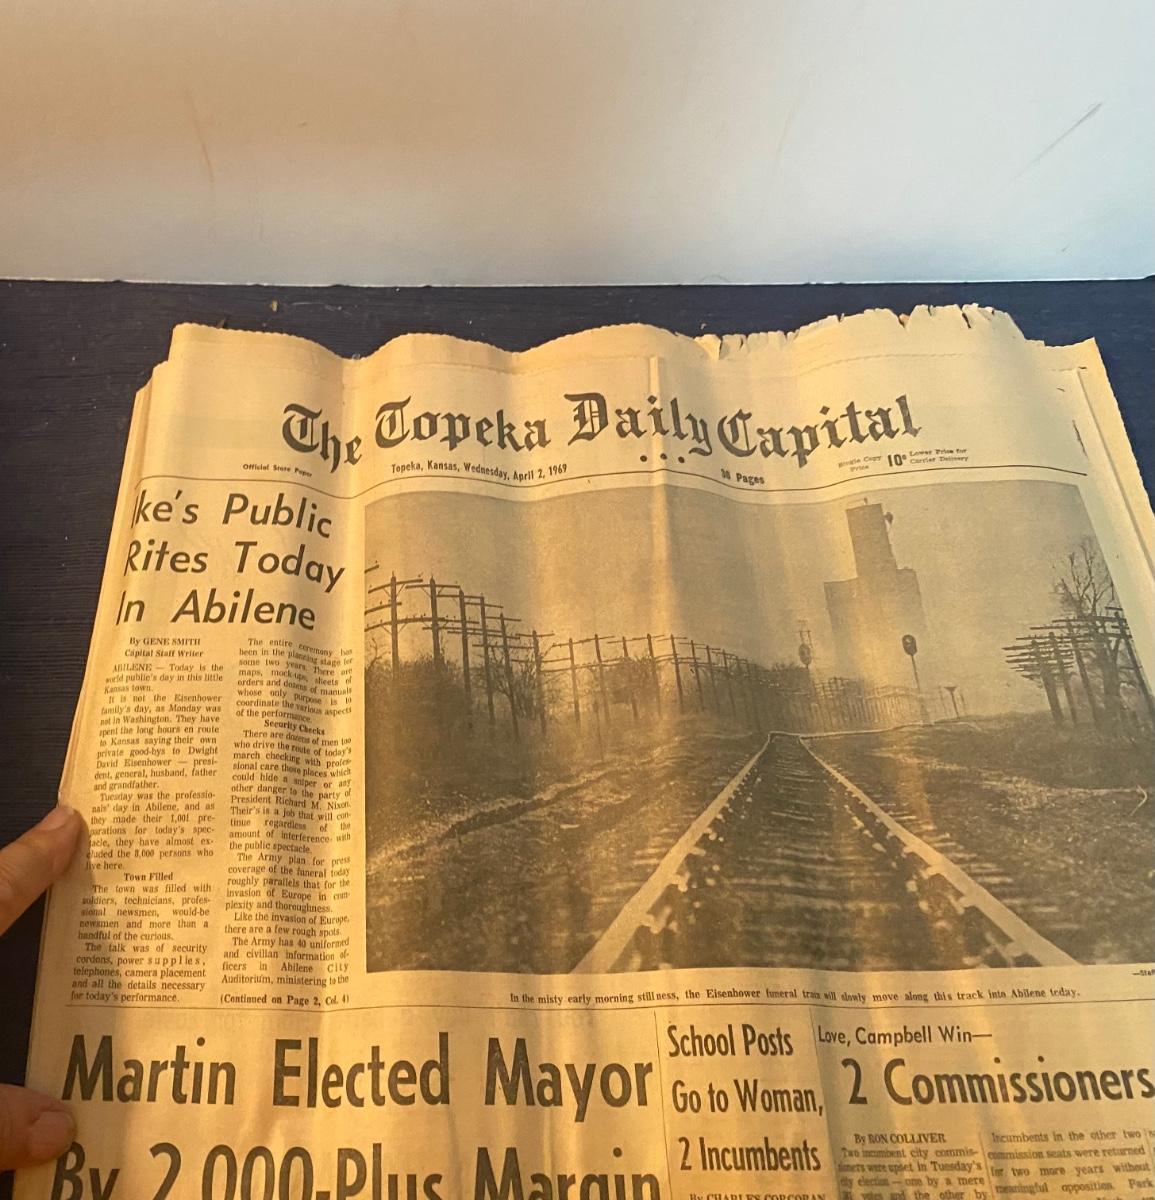 The Topeka Daily Capital
Official State Paper
Topeka, Kansas, Wednesday, April 2, 1969
36 Pages
Single Copy Price 10¢ Lower Price for Carrier Delivery
Ike's Public
Rites Today
In Abilene
By GENE SMITH
Capital Staff Writer
ABILENE — Today is the
world public's day in this little
Kansas town.
It is not the Eisenhower
family's day, as Monday was
not in Washington. They have
spent the long hours en route
to Kansas saying their own
private good-bys to Dwight
David Eisenhower — presi-
dent, general, husband, father
and grandfather.
Tuesday was the professio-
nals' day in Abilene, and as
they made their 1,001 pre-
parations for today's spec-
tacle, they have almost ex-
cluded the 8,000 persons who
live here.
Town Filled
The town was filled with
soldiers, technicians, profes-
sional newsmen, would-be
newsmen and more than a
handful of the curious.
The talk was of security
cordons, power supplies,
telephones, camera placement
and all the details necessary
for today's performance.
The entire ceremony has
been in the planning stage for
some two years. There are
maps, mock-ups, sheets of
orders and dozens of manuals
whose only purpose is to
coordinate the various aspects
of the performance.
Security Checks
There are dozens of men too
who drive the route of today's
march checking with profes-
sional care those places which
could hide a sniper or any
other danger to the party of
President Richard M. Nixon.
Their's is a job that will con-
tinue regardless of the
amount of interference with
the public spectacle.
The Army plan for press
coverage of the funeral today
roughly parallels that for the
invasion of Europe in com-
plexity and thoroughness.
Like the invasion of Europe,
there are a few rough spots.
The Army has 40 uniformed
and civilian information of-
ficers in Abilene City
Auditorium, ministering to the
(Continued on Page 2, Col. 4)
—Staf
In the misty early morning stillness, the Eisenhower funeral train will slowly move along this track into Abilene today.
Martin Elected Mayor
By 2,000-Plus Margin
School Posts
Go to Woman,
2 Incumbents
By CHARLES CORCORAN
Love, Campbell Win—
2 Commissioners
By RON COLLIVER
Two incumbent city commis-
sioners were upset in Tuesday's
city election — one by a mere
votes and the other by
Incumbents in the other two
commission seats were returned
for two more years without
meaningful opposition. Park